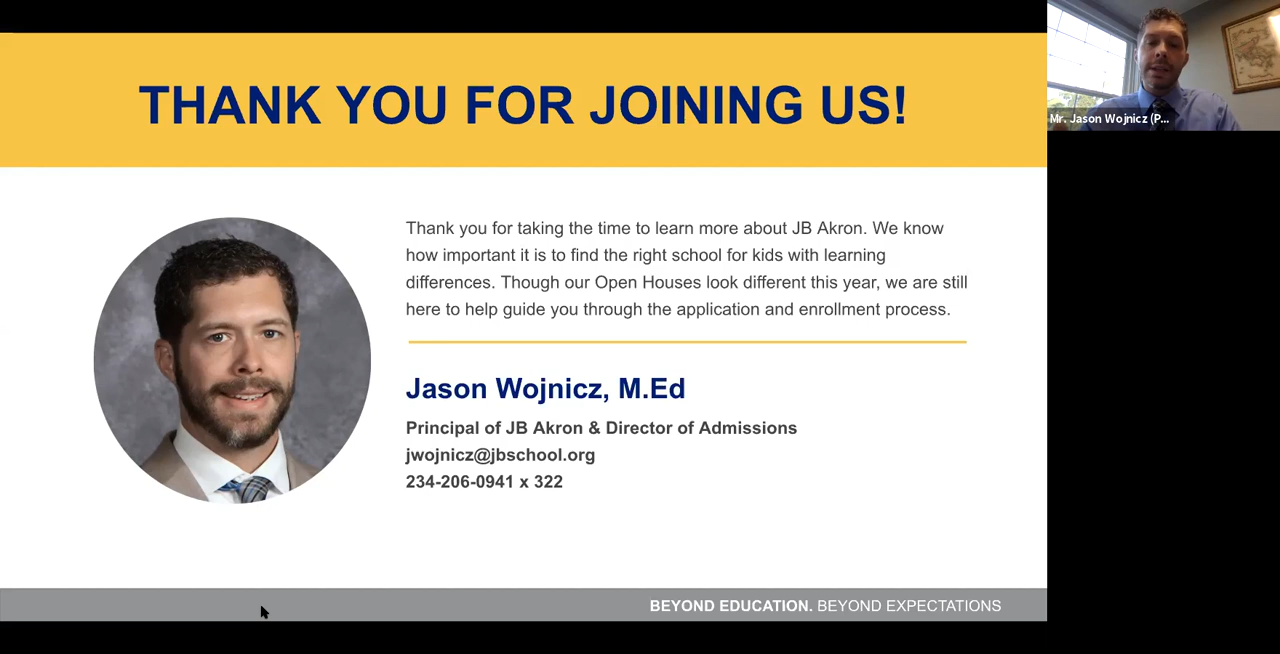 THANK YOU FOR JOINING US!
Mr. Jason Wojnicz (P...
Thank you for taking the time to learn more about JB Akron. We know
how important it is to find the right school for kids with learning
differences. Though our Open Houses look different this year, we are still
here to help guide you through the application and enrollment process.
Jason Wojnicz, M.Ed
Principal of JB Akron & Director of Admissions
jwojnicz@jbschool.org
234-206-0941 x 322
BEYOND EDUCATION. BEYOND EXPECTATIONS